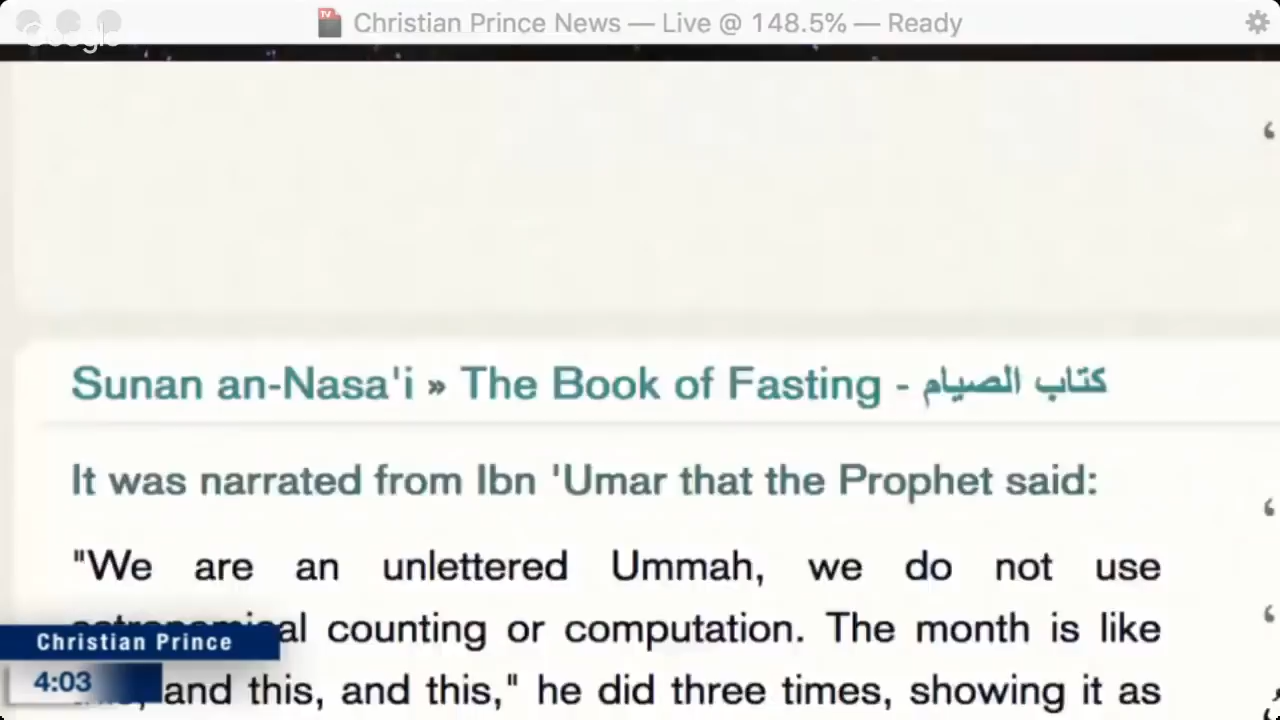 Google
TV
Christian Prince News — Live @ 148.5% — Ready
Sunan an-Nasa'i » The Book of Fasting - كتاب الصيام
It was narrated from Ibn 'Umar that the Prophet said:
"We are an unlettered Ummah, we do not use
counting or computation. The month is like
and this, and this," he did three times, showing it as
Christian Prince
4:03